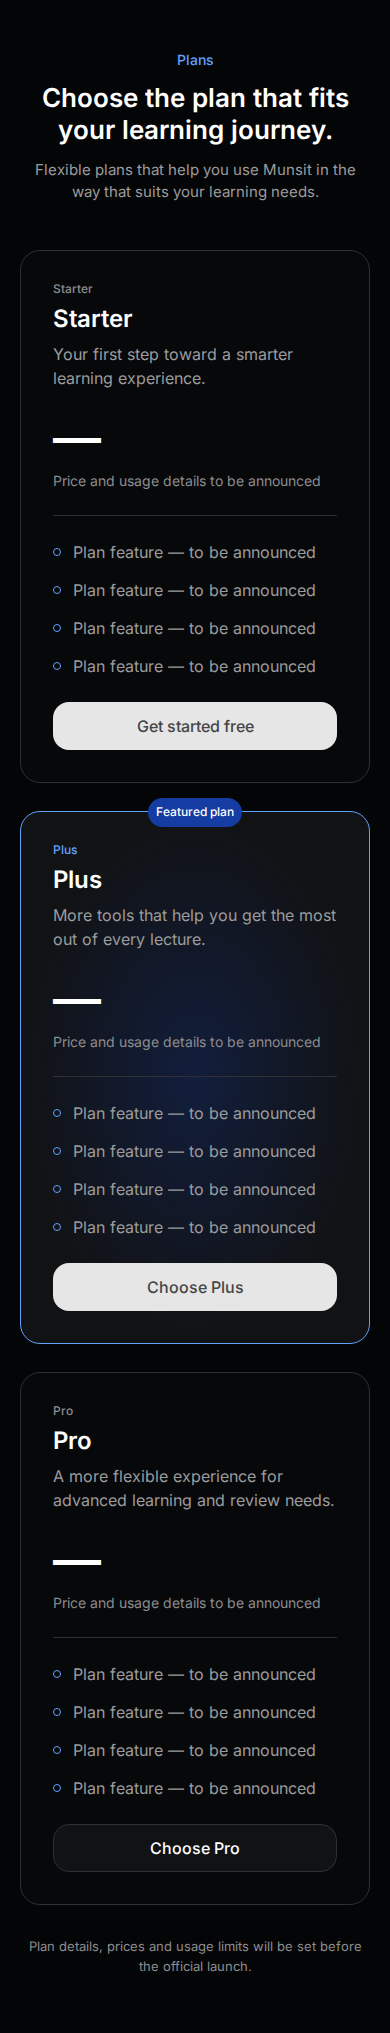 Plans
Choose the plan that fits
your learning journey.
Flexible plans that help you use Munsit in the
way that suits your learning needs.
Starter
Starter
Your first step toward a smarter
learning experience.
—
Price and usage details to be announced
Plan feature — to be announced
Plan feature — to be announced
Plan feature — to be announced
Plan feature — to be announced
Get started free
Featured plan
Plus
Plus
More tools that help you get the most
out of every lecture.
—
Price and usage details to be announced
Plan feature — to be announced
Plan feature — to be announced
Plan feature — to be announced
Plan feature — to be announced
Choose Plus
Pro
Pro
A more flexible experience for
advanced learning and review needs.
—
Price and usage details to be announced
Plan feature — to be announced
Plan feature — to be announced
Plan feature — to be announced
Plan feature — to be announced
Choose Pro
Plan details, prices and usage limits will be set before
the official launch.